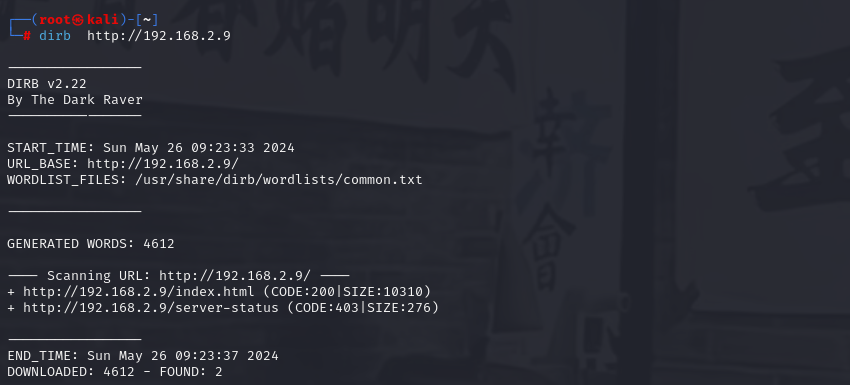 ┌──(root㉿kali)-[~]
└─# dirb  http://192.168.2.9
-----------------
DIRB v2.22
By The Dark Raver
-----------------
START_TIME: Sun May 26 09:23:33 2024
URL_BASE: http://192.168.2.9/
WORDLIST_FILES: /usr/share/dirb/wordlists/common.txt
-----------------
GENERATED WORDS: 4612
---- Scanning URL: http://192.168.2.9/ ----
+ http://192.168.2.9/index.html (CODE:200|SIZE:10310)
+ http://192.168.2.9/server-status (CODE:403|SIZE:276)
-----------------
END_TIME: Sun May 26 09:23:37 2024
DOWNLOADED: 4612 - FOUND: 2